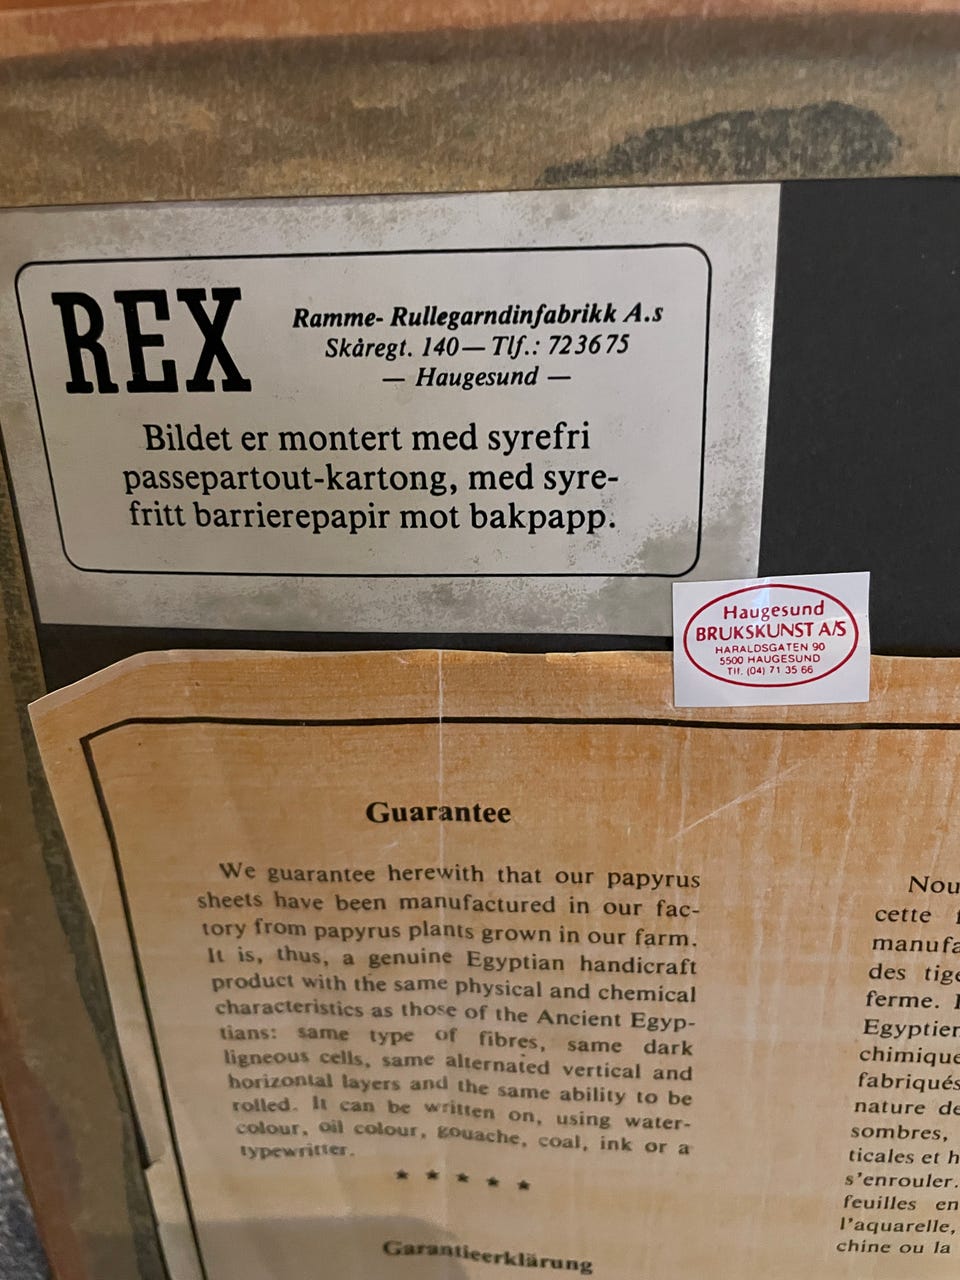 REX
Ramme- Rullegarndinfabrikk A.s
Skåregt. 140 — Tlf.: 72 36 75
— Haugesund —
Bildet er montert med syrefri
passepartout-kartong, med syre-
fritt barrierepapir mot bakpapp.
Haugesund
BRUKSKUNST A/S
HARALDSGATEN 90
5500 HAUGESUND
Tlf. (04) 71 35 66
Guarantee
We guarantee herewith that our papyrus
sheets have been manufactured in our fac-
tory from papyrus plants grown in our farm.
It is, thus, a genuine Egyptian handicraft
product with the same physical and chemical
characteristics as those of the Ancient Egyp-
tians: same type of fibres, same dark
ligneous cells, same alternated vertical and
horizontal layers and the same ability to be
rolled. It can be written on, using water-
colour, oil colour, gouache, coal, ink or a
typewritter.
* * * * *
Garantieerklärung
Nou
cette f
manufa
des tige
ferme. I
Egyptien
chimique
fabriqués
nature de
sombres,
ticales et h
s'enrouler.
feuilles en
l'aquarelle,
chine ou la